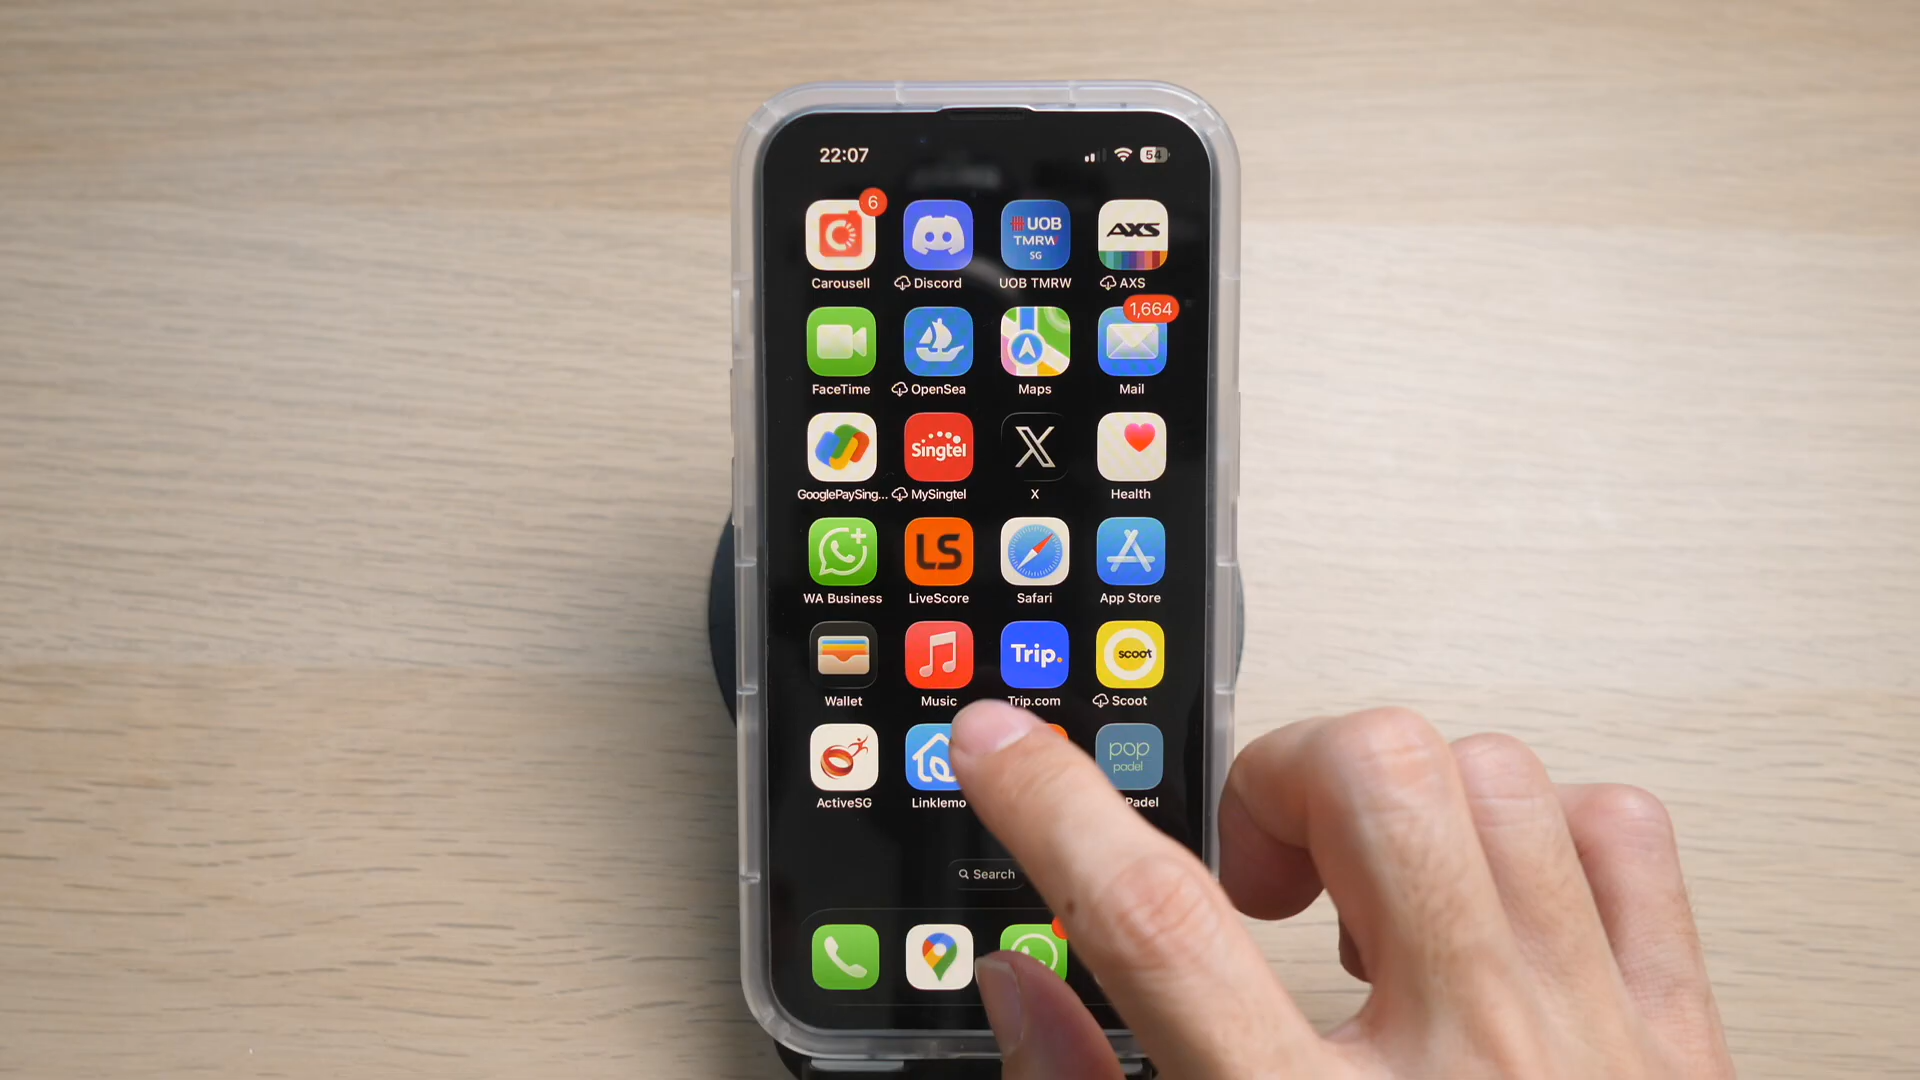 22:07
54
6
UOB
TMRW
SG
AXS
Carousell
Discord
UOB TMRW
AXS
1,664
FaceTime
OpenSea
Maps
Mail
Singtel
X
GooglePaySing...
MySingtel
X
Health
LS
WA Business
LiveScore
Safari
App Store
Trip.
scoot
Wallet
Music
Trip.com
Scoot
pop
padel
ActiveSG
Linklemo
Padel
Search